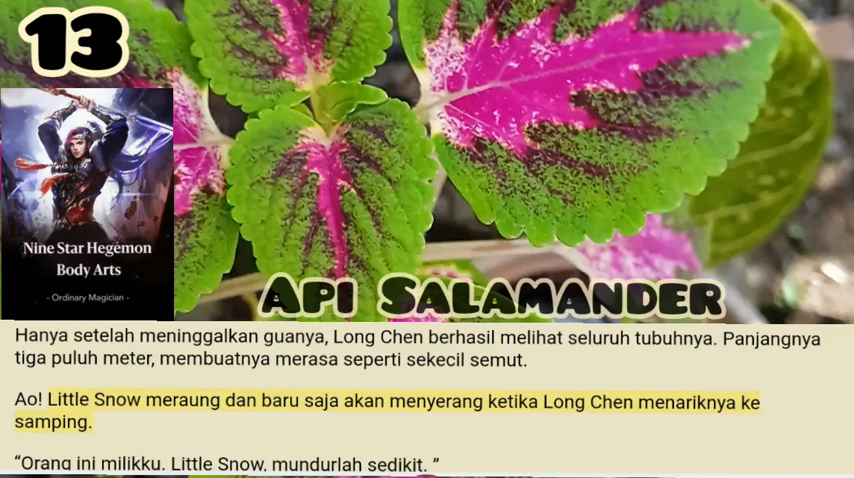 13
Nine Star Hegemon
Body Arts
- Ordinary Magician -
Api Salamander
Hanya setelah meninggalkan guanya, Long Chen berhasil melihat seluruh tubuhnya. Panjangnya
tiga puluh meter, membuatnya merasa seperti sekecil semut.
Ao! Little Snow meraung dan baru saja akan menyerang ketika Long Chen menariknya ke
samping.
“Orang ini milikku. Little Snow, mundurlah sedikit. ”